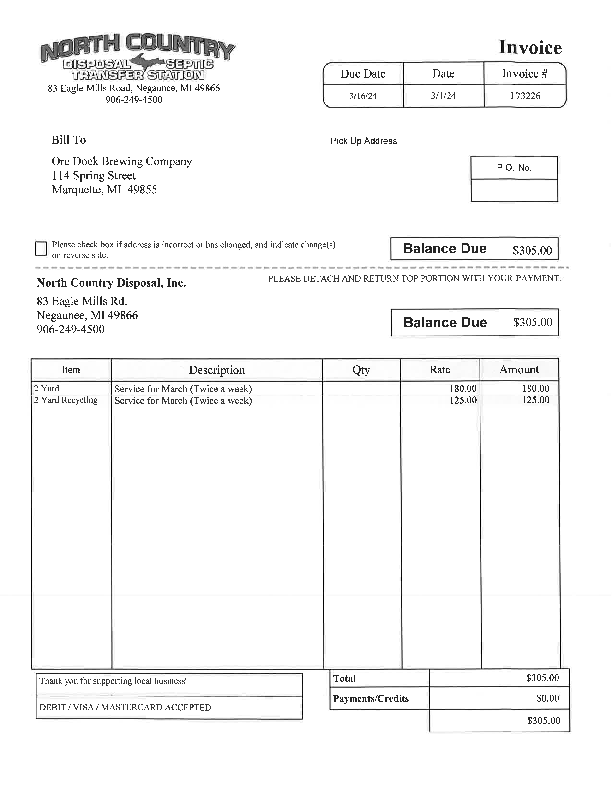 NORTH COUNTRY
DISPOSAL SEPTIC
TRANSFER STATION
83 Eagle Mills Road, Negaunee, MI 49866
906-249-4500
Invoice
Due Date Date Invoice #
3/16/24 3/1/24 193226
Bill To
Ore Dock Brewing Company
114 Spring Street
Marquette, MI 49855
Pick Up Address
P.O. No.
Please check box if address is incorrect or has changed, and indicate change(s)
on reverse side.
Balance Due $305.00
PLEASE DETACH AND RETURN TOP PORTION WITH YOUR PAYMENT.
North Country Disposal, Inc.
83 Eagle Mills Rd.
Negaunee, MI 49866
906-249-4500
Balance Due $305.00
Item Description Qty Rate Amount
2 Yard Service for March (Twice a week) 180.00 180.00
2 Yard Recycling Service for March (Twice a week) 125.00 125.00
Thank you for supporting local business!
DEBIT / VISA / MASTERCARD ACCEPTED
Total $305.00
Payments/Credits $0.00
$305.00